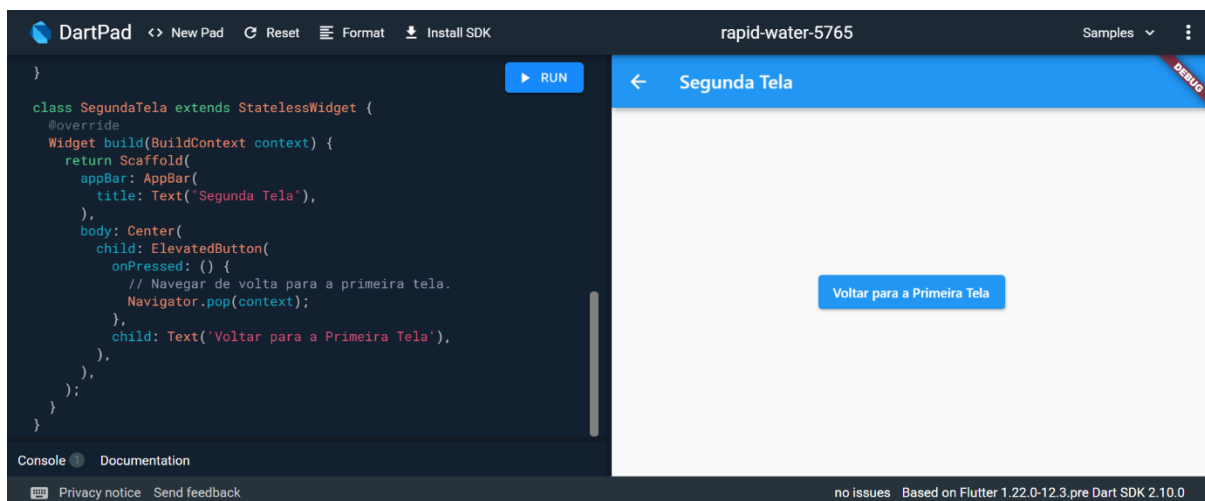 DartPad <> New Pad Reset Format Install SDK rapid-water-5765 Samples
}
RUN
class SegundaTela extends StatelessWidget {
@override
Widget build(BuildContext context) {
return Scaffold(
appBar: AppBar(
title: Text("Segunda Tela"),
),
body: Center(
child: ElevatedButton(
onPressed: () {
// Navegar de volta para a primeira tela.
Navigator.pop(context);
},
child: Text('Voltar para a Primeira Tela'),
),
),
);
}
}
Console 1 Documentation
Segunda Tela
DEBUG
Voltar para a Primeira Tela
Privacy notice Send feedback
no issues Based on Flutter 1.22.0-12.3.pre Dart SDK 2.10.0